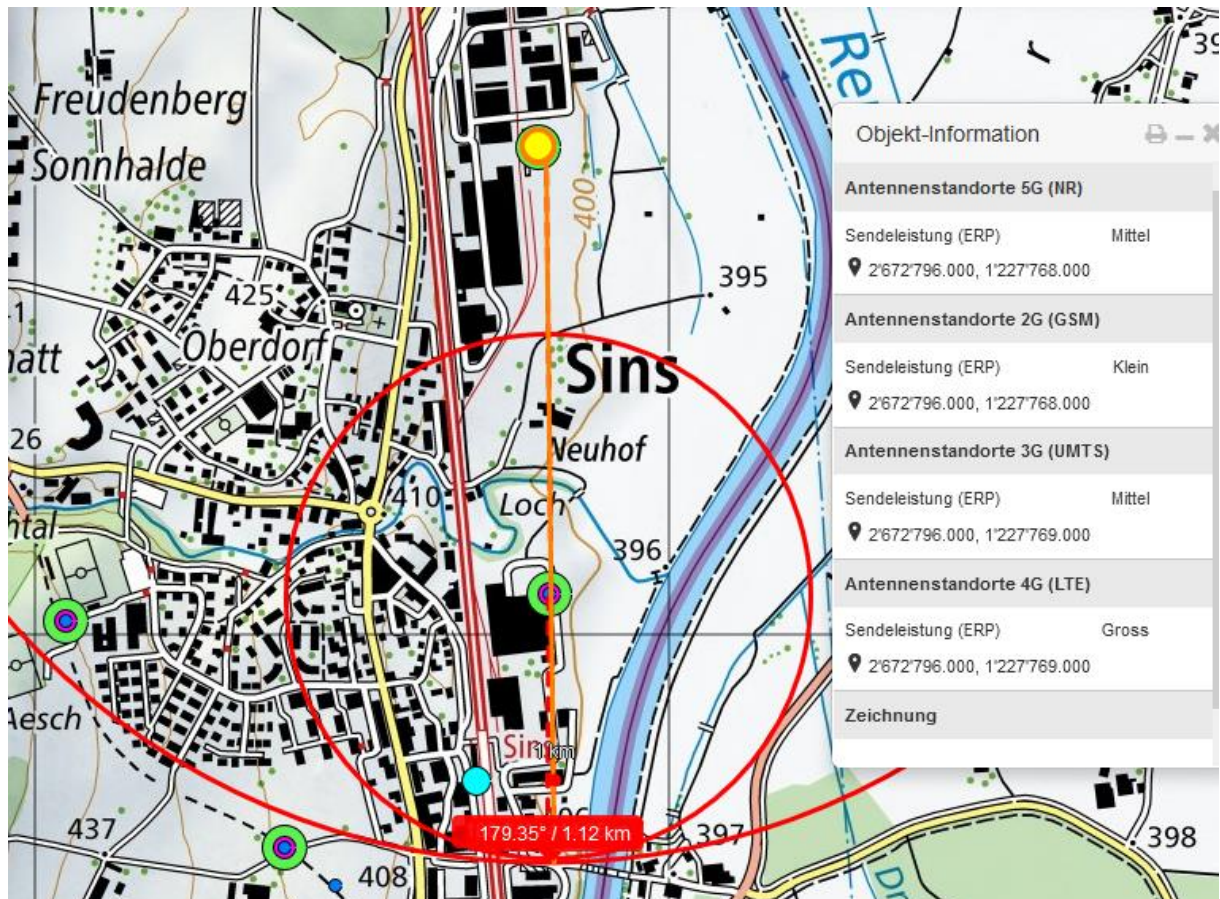 Freudenberg
Sonnhalde
425
Oberdorf
400
395
Sins
Neuhof
Loch
410
396
26
Aesch
Sins
1 km
179.35° / 1.12 km
437
408
397
398
Objekt-Information
Antennenstandorte 5G (NR)
Sendeleistung (ERP) Mittel
2'672'796.000, 1'227'768.000
Antennenstandorte 2G (GSM)
Sendeleistung (ERP) Klein
2'672'796.000, 1'227'768.000
Antennenstandorte 3G (UMTS)
Sendeleistung (ERP) Mittel
2'672'796.000, 1'227'769.000
Antennenstandorte 4G (LTE)
Sendeleistung (ERP) Gross
2'672'796.000, 1'227'769.000
Zeichnung